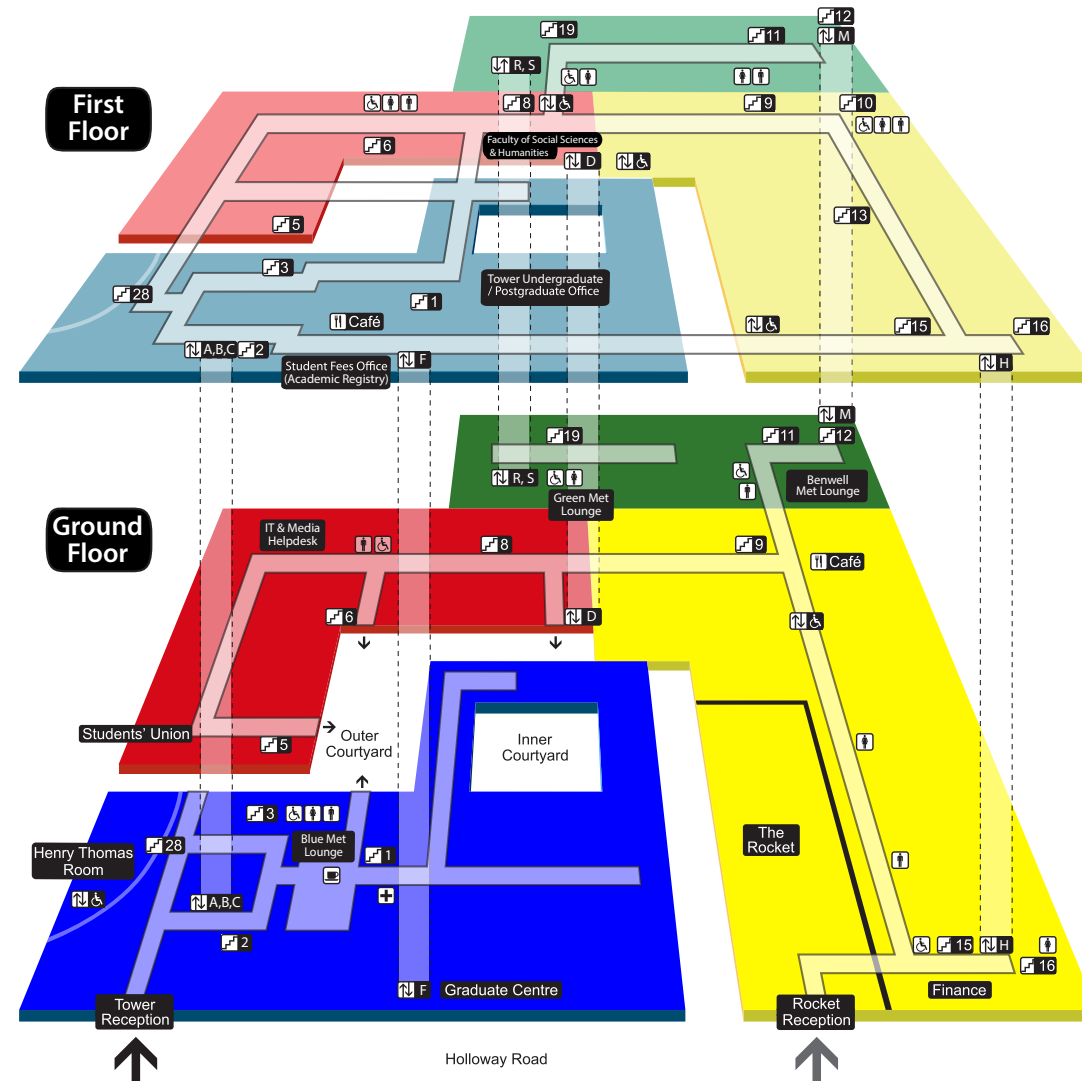 12
19
11
M
R, S
First
Floor
8
9
10
Faculty of Social Sciences
& Humanities
6
D
13
5
3
Tower Undergraduate
/ Postgraduate Office
28
1
Café
15
16
A,B,C
2
Student Fees Office
(Academic Registry)
F
H
M
19
11
12
R, S
Benwell
Met Lounge
Green Met
Lounge
Ground
Floor
IT & Media
Helpdesk
8
9
Café
6
D
Students' Union
5
Outer
Courtyard
Inner
Courtyard
3
28
Blue Met
Lounge
1
The
Rocket
Henry Thomas
Room
A,B,C
2
15
H
16
F
Graduate Centre
Finance
Tower
Reception
Rocket
Reception
Holloway Road